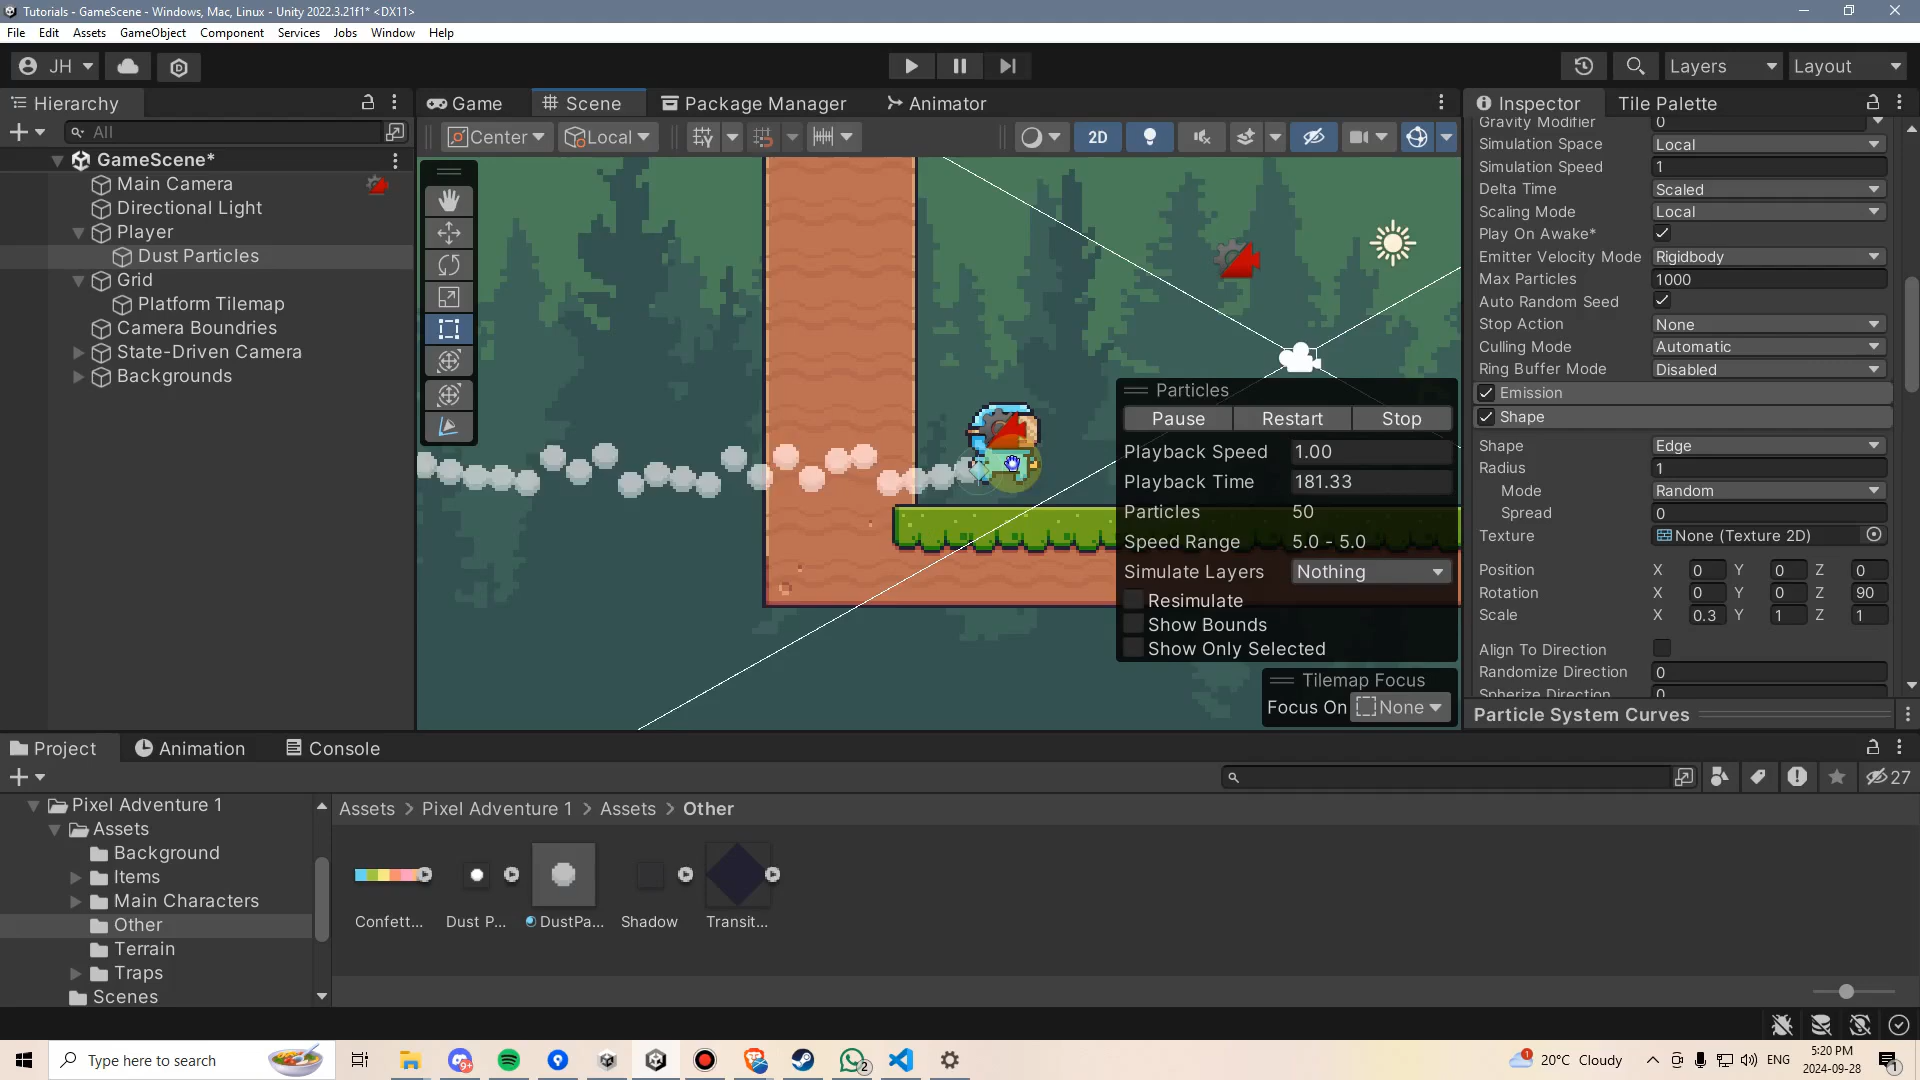 Tutorials - GameScene - Windows, Mac, Linux - Unity 2022.3.21f1* <DX11>
File Edit Assets GameObject Component Services Jobs Window Help
JH Layers Layout
Hierarchy
All
GameScene*
Main Camera
Directional Light
Player
Dust Particles
Grid
Platform Tilemap
Camera Boundries
State-Driven Camera
Backgrounds
Game Scene Package Manager Animator
Center Local 2D
Particles
Pause Restart Stop
Playback Speed 1.00
Playback Time 181.33
Particles 50
Speed Range 5.0 - 5.0
Simulate Layers Nothing
Resimulate
Show Bounds
Show Only Selected
Tilemap Focus
Focus On None
Inspector Tile Palette
Gravity Modifier 0
Simulation Space Local
Simulation Speed 1
Delta Time Scaled
Scaling Mode Local
Play On Awake*
Emitter Velocity Mode Rigidbody
Max Particles 1000
Auto Random Seed
Stop Action None
Culling Mode Automatic
Ring Buffer Mode Disabled
Emission
Shape
Shape Edge
Radius 1
Mode Random
Spread 0
Texture None (Texture 2D)
Position X 0 Y 0 Z 0
Rotation X 0 Y 0 Z 90
Scale X 0.3 Y 1 Z 1
Align To Direction
Randomize Direction 0
Spherize Direction 0
Particle System Curves
Project Animation Console
27
Pixel Adventure 1
Assets
Background
Items
Main Characters
Other
Terrain
Traps
Scenes
Assets > Pixel Adventure 1 > Assets > Other
Confett... Dust P... DustPa... Shadow Transit...
Type here to search
9+
2
1
20°C Cloudy
ENG
5:20 PM
2024-09-28
1